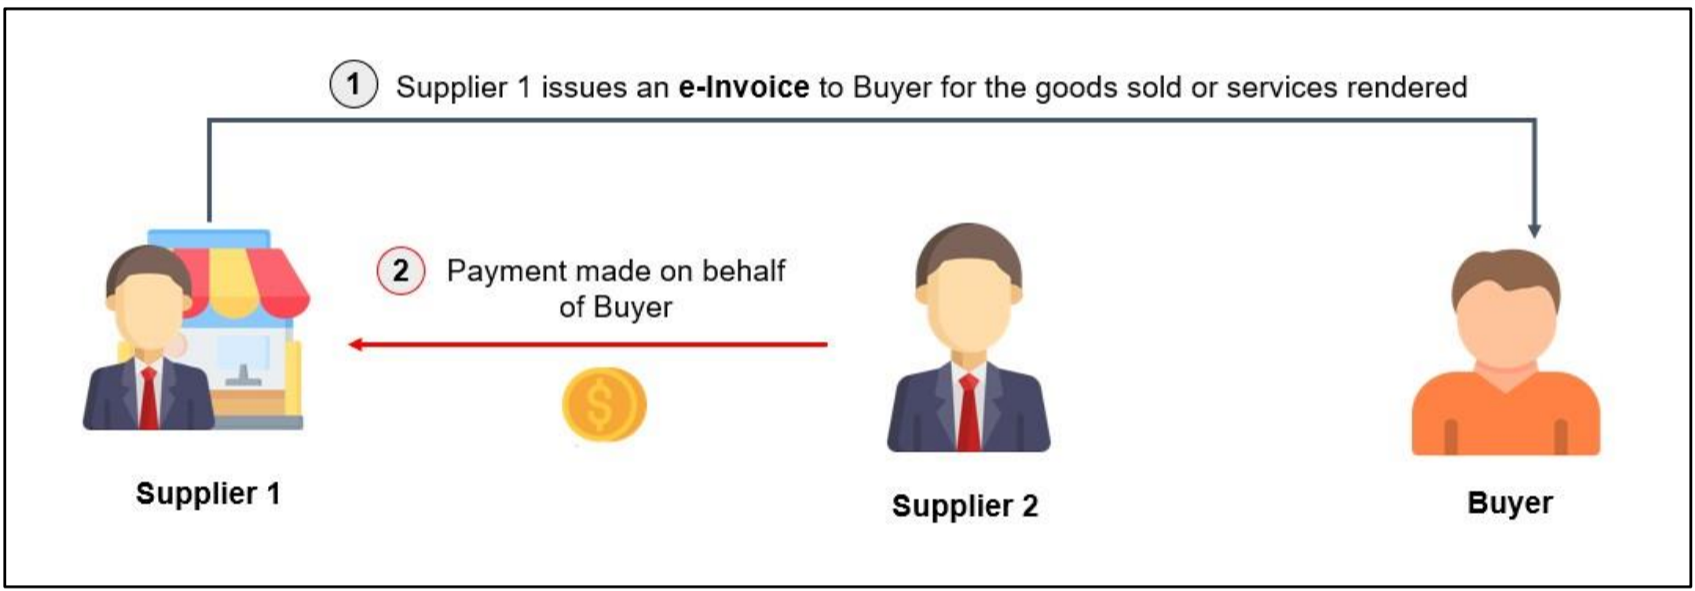 1 Supplier 1 issues an e-Invoice to Buyer for the goods sold or services rendered
2 Payment made on behalf
of Buyer
$
Supplier 1
Supplier 2
Buyer